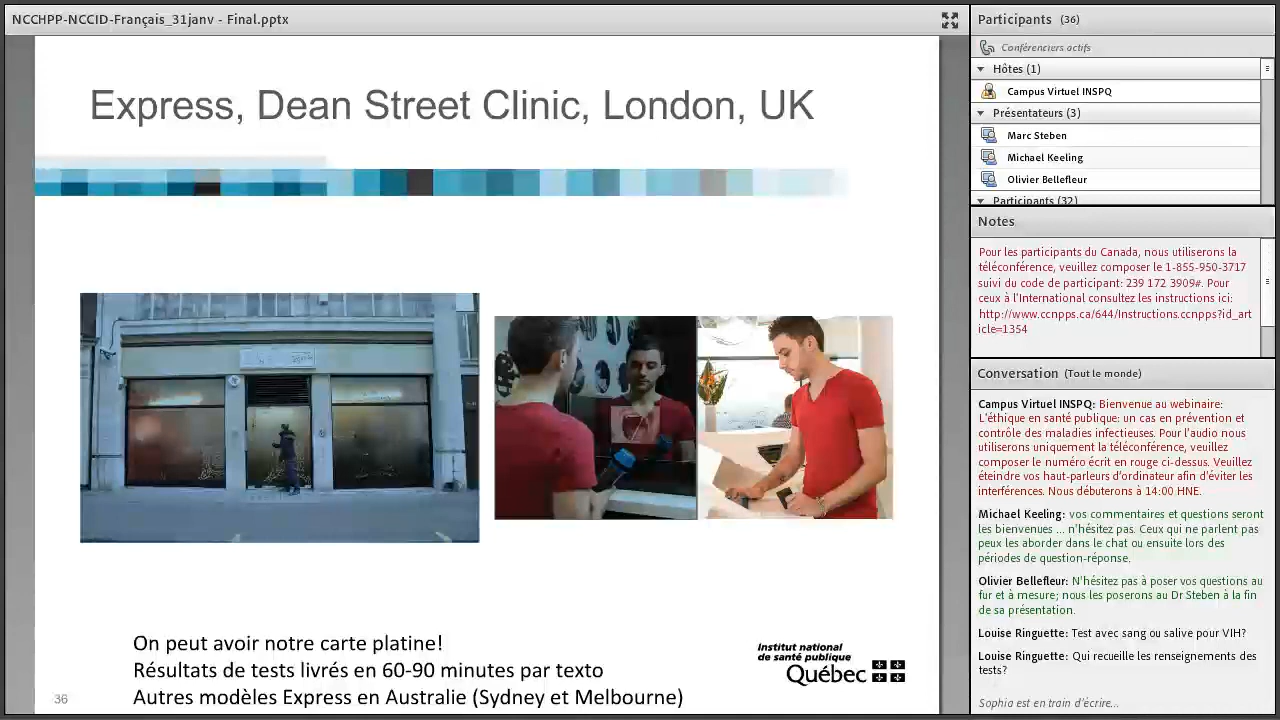 NCCHPP-NCCID-Français_31janv - Final.pptx
Express, Dean Street Clinic, London, UK
On peut avoir notre carte platine!
Résultats de tests livrés en 60-90 minutes par texto
Autres modèles Express en Australie (Sydney et Melbourne)
36
Institut national
de santé publique
Québec
Participants (36)
Conférenciers actifs
Hôtes (1)
Campus Virtuel INSPQ
Présentateurs (3)
Marc Steben
Michael Keeling
Olivier Bellefleur
Participants (32)
Notes
Pour les participants du Canada, nous utiliserons la
téléconférence, veuillez composer le 1-855-950-3717
suivi du code de participant: 239 172 3909#. Pour
ceux à l'International consultez les instructions ici:
http://www.ccnpps.ca/644/Instructions.ccnpps?id_art
icle=1354
Conversation (Tout le monde)
Campus Virtuel INSPQ: Bienvenue au webinaire:
L'éthique en santé publique: un cas en prévention et
contrôle des maladies infectieuses. Pour l'audio nous
utiliserons uniquement la téléconférence, veuillez
composer le numéro écrit en rouge ci-dessus. Veuillez
éteindre vos haut-parleurs d'ordinateur afin d'éviter les
interférences. Nous débuterons à 14:00 HNE.
Michael Keeling: vos commentaires et questions seront
les bienvenues ... n'hésitez pas. Ceux qui ne parlent pas
peux les aborder dans le chat ou ensuite lors des
périodes de question-réponse.
Olivier Bellefleur: N'hésitez pas à poser vos questions au
fur et à mesure; nous les poserons au Dr Steben à la fin
de sa présentation.
Louise Ringuette: Test avec sang ou salive pour VIH?
Louise Ringuette: Qui recueille les renseignements des
tests?
Sophia est en train d'écrire...